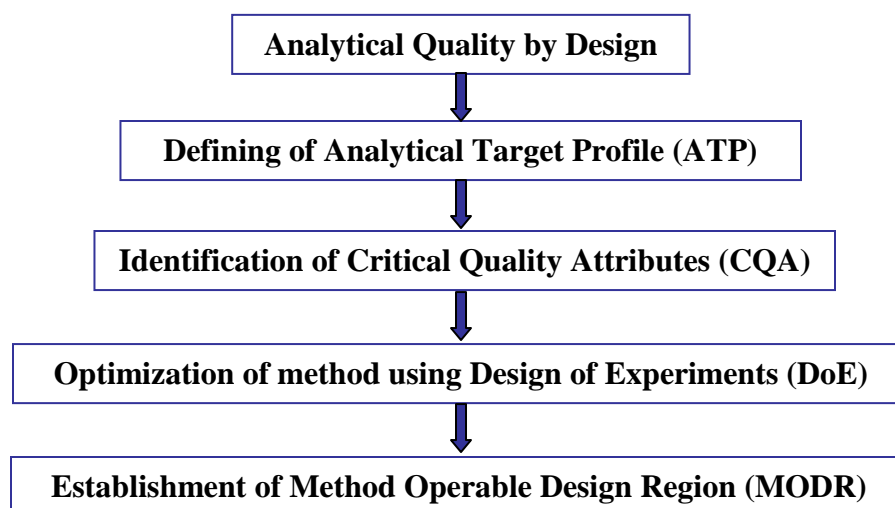 Analytical Quality by Design
Defining of Analytical Target Profile (ATP)
Identification of Critical Quality Attributes (CQA)
Optimization of method using Design of Experiments (DoE)
Establishment of Method Operable Design Region (MODR)